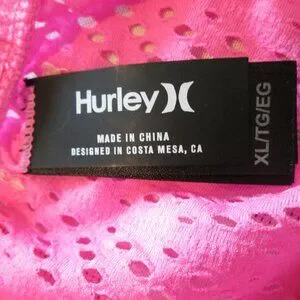 Hurley
MADE IN CHINA
DESIGNED IN COSTA MESA, CA
XL/TG/EG